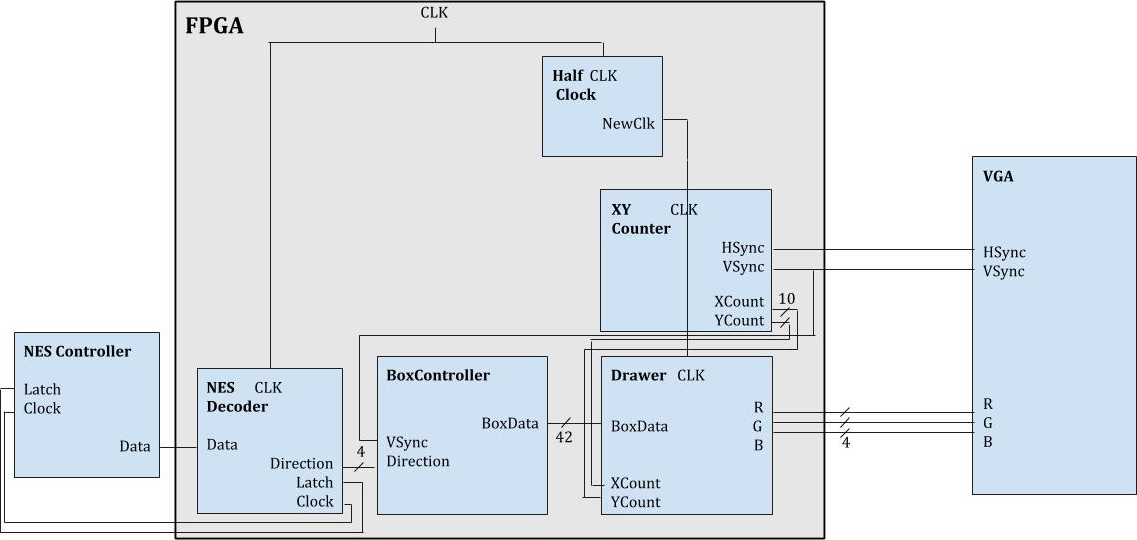 FPGA
CLK
Half CLK
Clock
NewClk
XY CLK
Counter
HSync
VSync
XCount
YCount
10
VGA
HSync
VSync
R
G
B
NES Controller
Latch
Clock
Data
NES CLK
Decoder
Data
Direction
Latch
Clock
4
BoxController
BoxData
VSync
Direction
42
Drawer CLK
BoxData
R
G
B
XCount
YCount
4